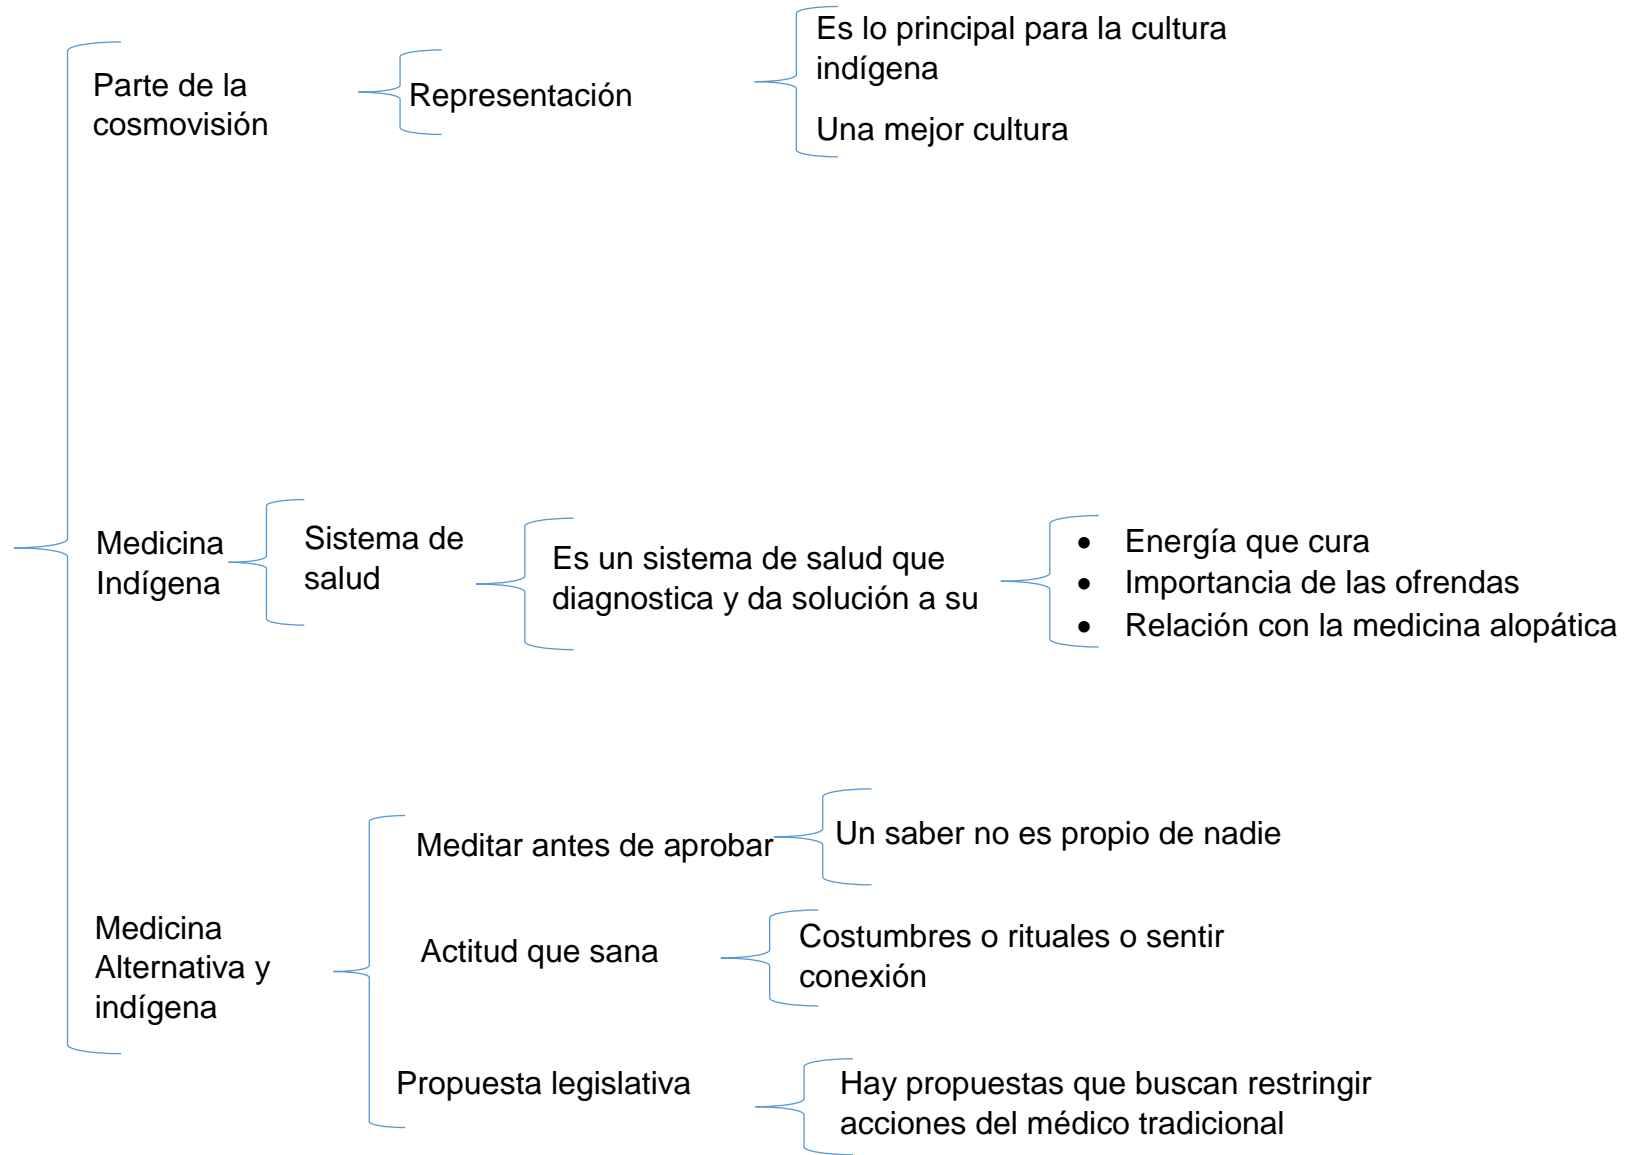 Parte de la
cosmovisión
Representación
Es lo principal para la cultura
indígena
Una mejor cultura
Medicina
Indígena
Sistema de
salud
Es un sistema de salud que
diagnostica y da solución a su
• Energía que cura
• Importancia de las ofrendas
• Relación con la medicina alopática
Medicina
Alternativa y
indígena
Meditar antes de aprobar
Un saber no es propio de nadie
Actitud que sana
Costumbres o rituales o sentir
conexión
Propuesta legislativa
Hay propuestas que buscan restringir
acciones del médico tradicional